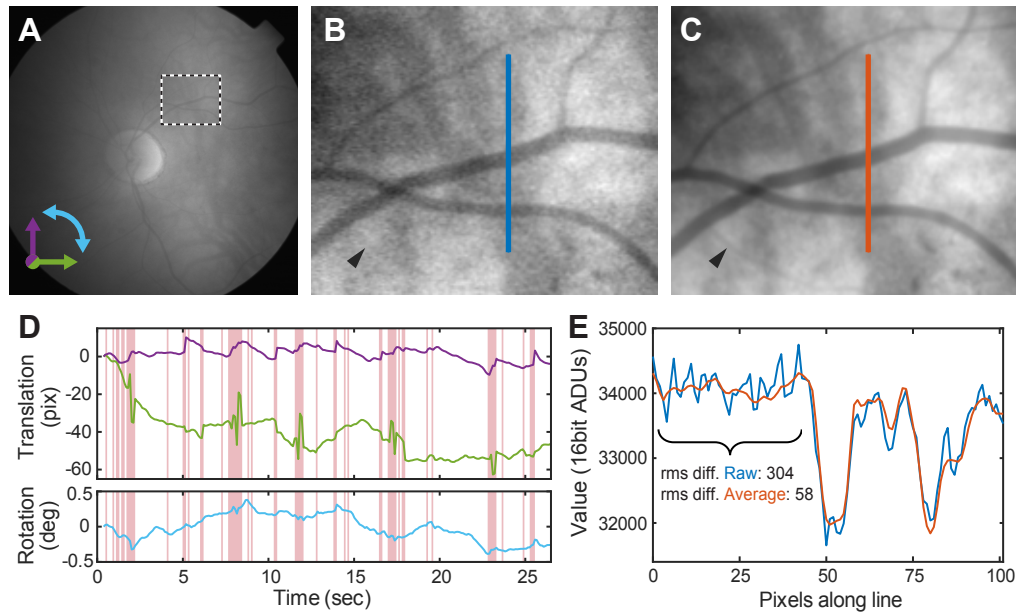 A
B
C
D
0
-20
-40
-60
Translation
(pix)
0.5
0
-0.5
Rotation
(deg)
0
5
10
15
20
25
Time (sec)
E
35000
34000
33000
32000
Value (16bit ADUs)
rms diff. Raw: 304
rms diff. Average: 58
0
25
50
75
100
Pixels along line